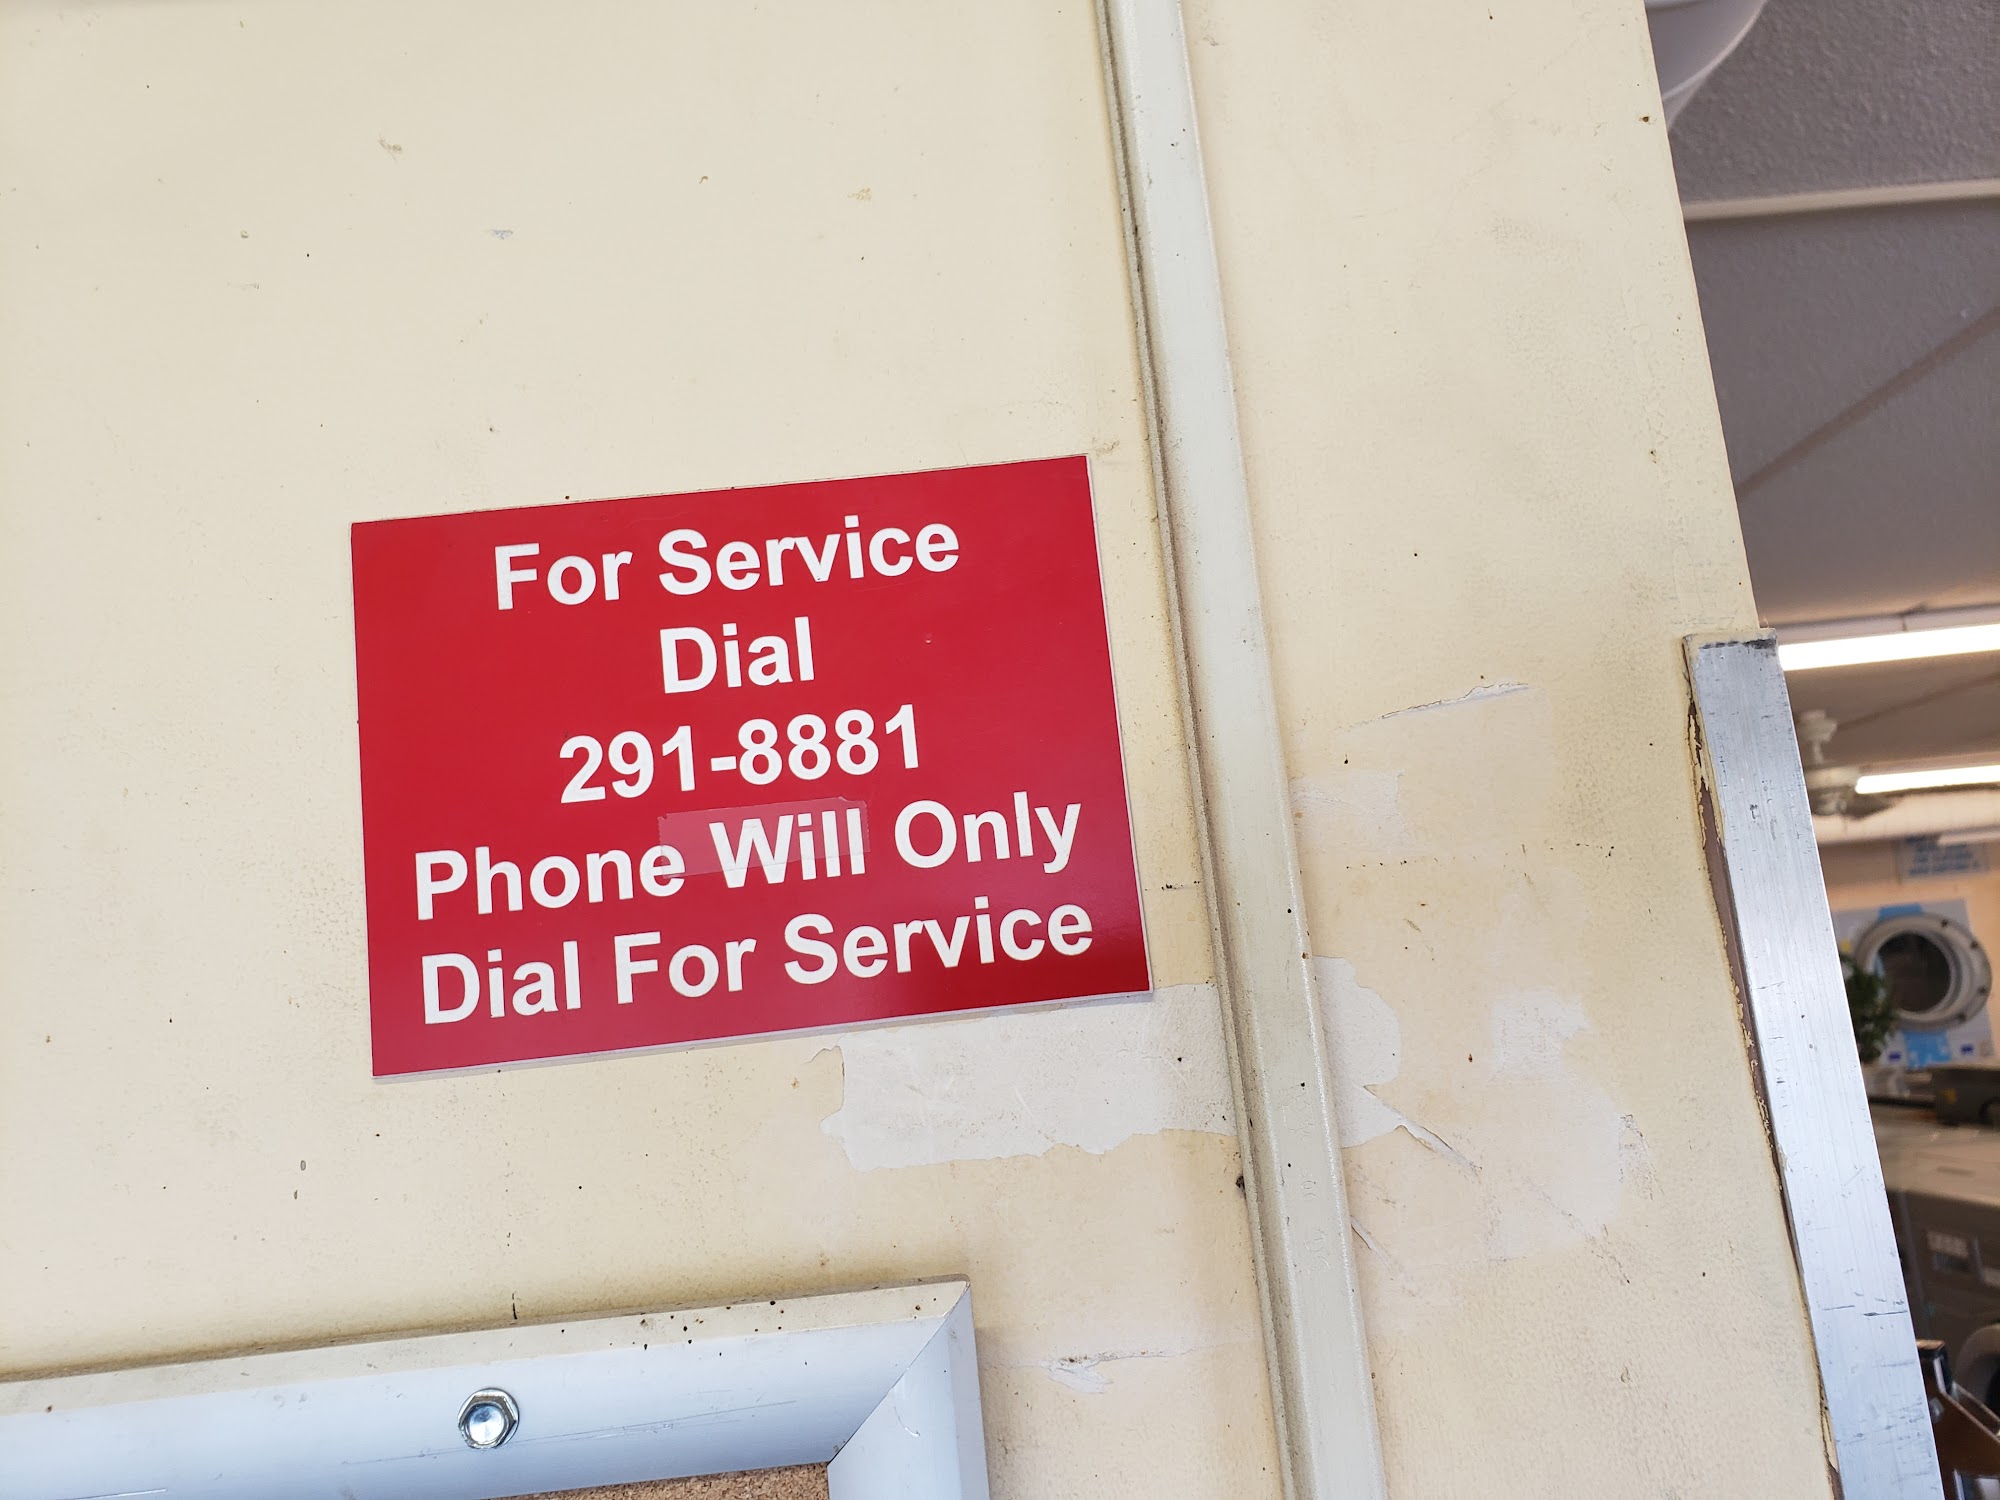 For Service
Dial
291-8881
Phone Will Only
Dial For Service